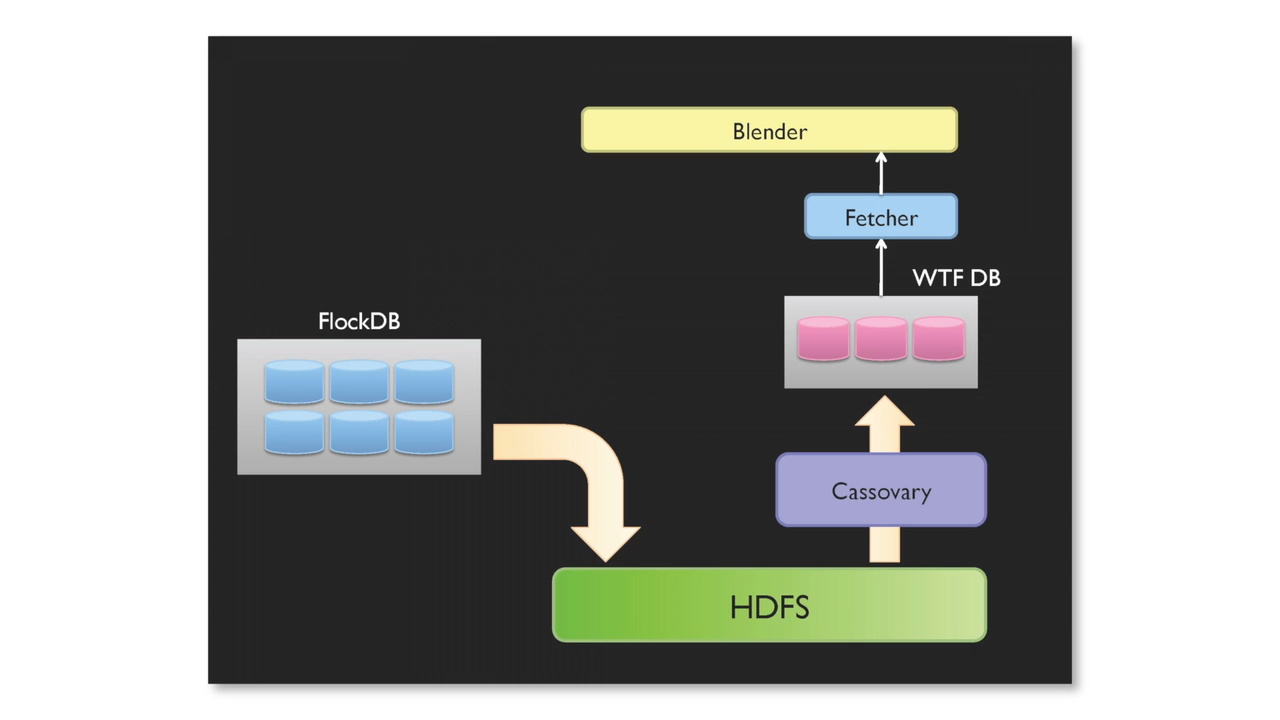 Blender
Fetcher
WTF DB
FlockDB
Cassovary
HDFS